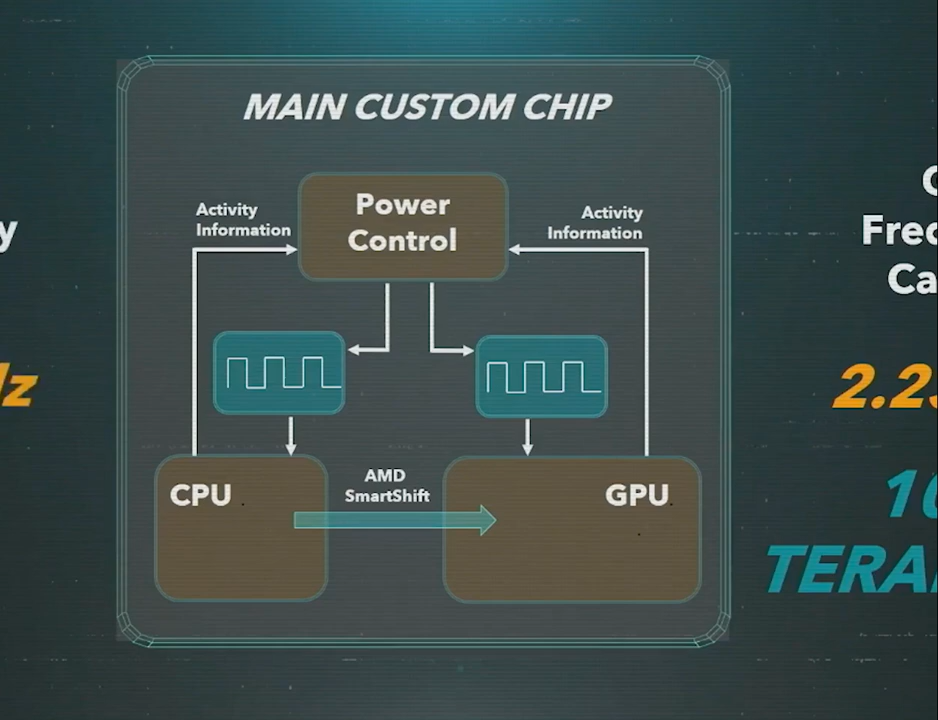 MAIN CUSTOM CHIP
Power
Control
Activity
Information
Activity
Information
AMD
SmartShift
CPU
GPU